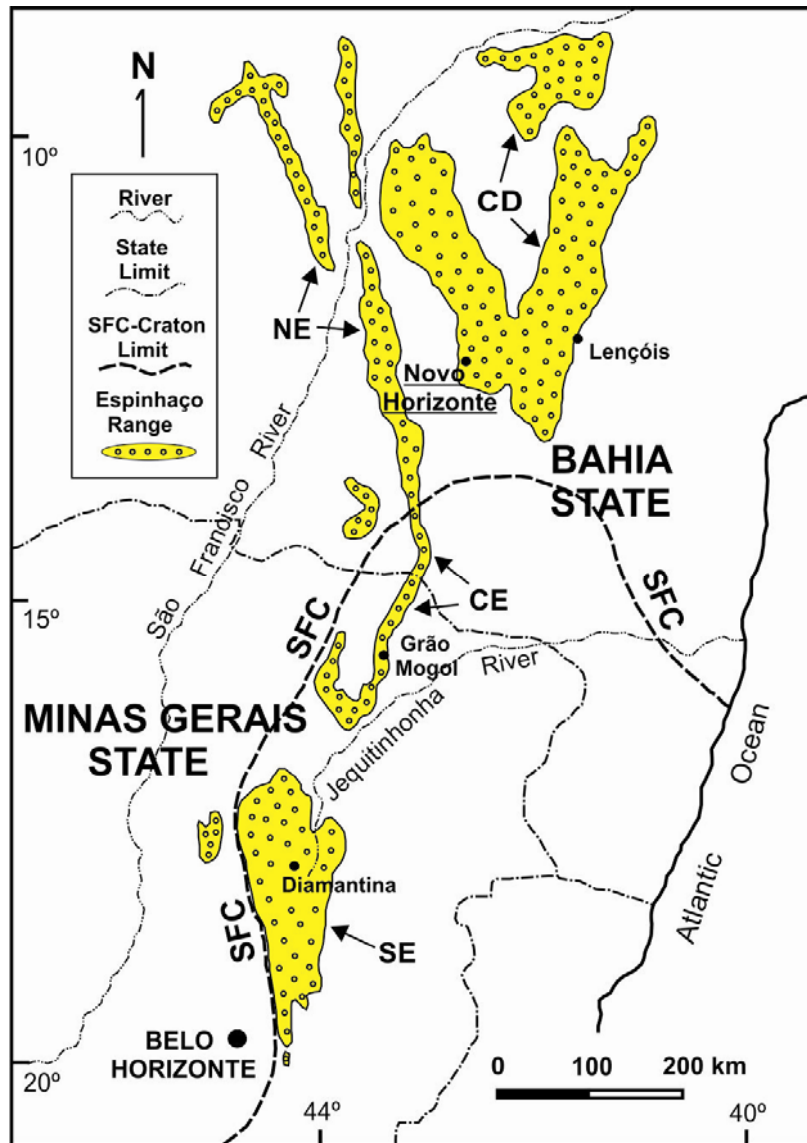 N
10º
River
State
Limit
SFC-Craton
Limit
Espinhaço
Range
CD
NE
Lençóis
Novo
Horizonte
BAHIA
STATE
São Francisco River
15º
SFC
SFC
CE
Grão
Mogol
MINAS GERAIS
STATE
Jequitinhonha River
Atlantic Ocean
Diamantina
SFC
SE
BELO
HORIZONTE
0 100 200 km
20º
44º
40º